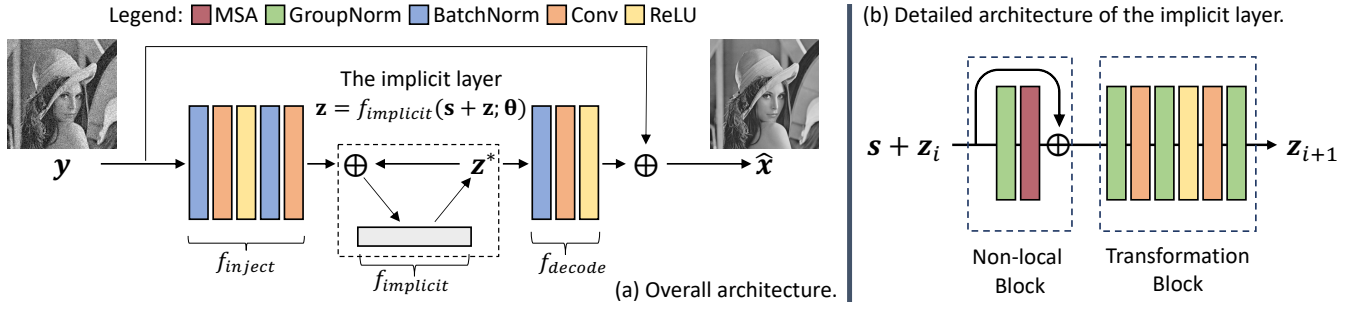 Legend: MSA GroupNorm BatchNorm Conv ReLU
The implicit layer
z = f_implicit(s + z; θ)
y
⊕ z*
⊕ x̂
f_inject
f_implicit
f_decode
(a) Overall architecture.
(b) Detailed architecture of the implicit layer.
s + z_i
⊕
z_{i+1}
Non-local
Block
Transformation
Block